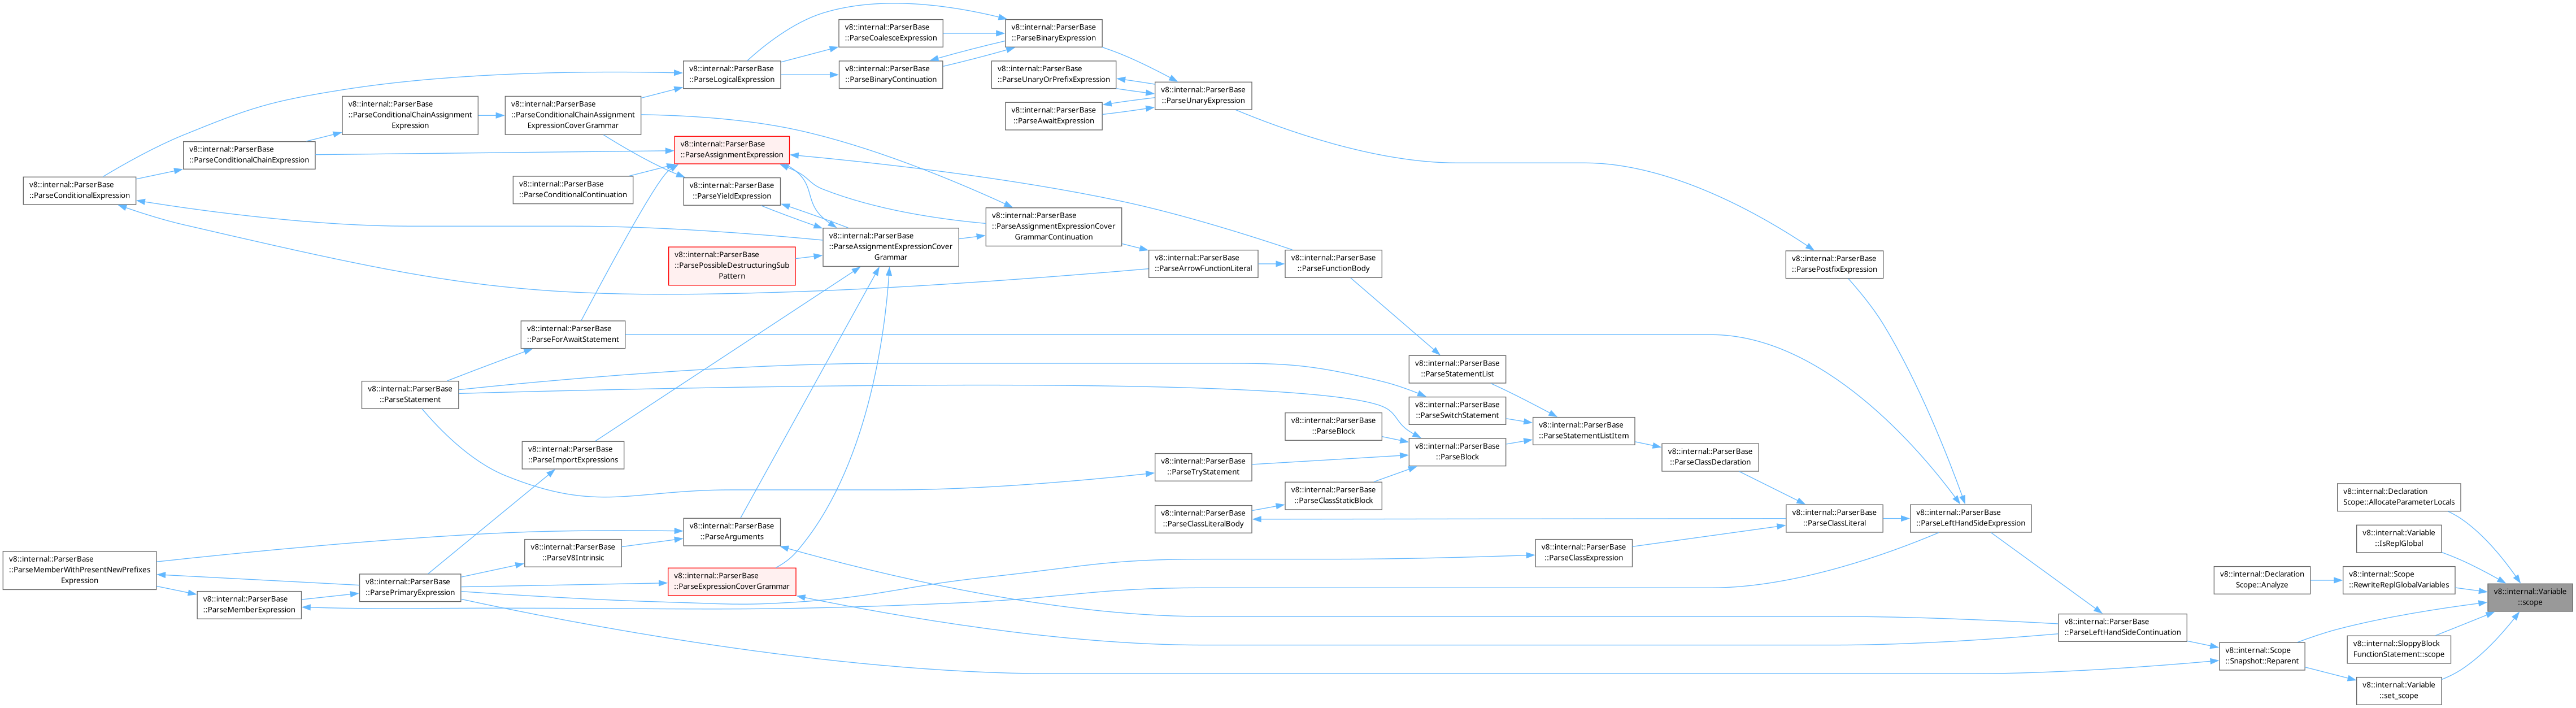 v8::internal::ParserBase
::ParseCoalesceExpression
v8::internal::ParserBase
::ParseBinaryExpression
v8::internal::ParserBase
::ParseLogicalExpression
v8::internal::ParserBase
::ParseBinaryContinuation
v8::internal::ParserBase
::ParseUnaryOrPrefixExpression
v8::internal::ParserBase
::ParseUnaryExpression
v8::internal::ParserBase
::ParseAwaitExpression
v8::internal::ParserBase
::ParseConditionalChainAssignment
Expression
v8::internal::ParserBase
::ParseConditionalChainAssignment
ExpressionCoverGrammar
v8::internal::ParserBase
::ParseConditionalChainExpression
v8::internal::ParserBase
::ParseAssignmentExpression
v8::internal::ParserBase
::ParseConditionalExpression
v8::internal::ParserBase
::ParseConditionalContinuation
v8::internal::ParserBase
::ParseYieldExpression
v8::internal::ParserBase
::ParseAssignmentExpressionCover
GrammarContinuation
v8::internal::ParserBase
::ParseAssignmentExpressionCover
Grammar
v8::internal::ParserBase
::ParsePossibleDestructuringSub
Pattern
v8::internal::ParserBase
::ParseArrowFunctionLiteral
v8::internal::ParserBase
::ParseFunctionBody
v8::internal::ParserBase
::ParsePostfixExpression
v8::internal::ParserBase
::ParseForAwaitStatement
v8::internal::ParserBase
::ParseStatementList
v8::internal::ParserBase
::ParseStatement
v8::internal::ParserBase
::ParseSwitchStatement
v8::internal::ParserBase
::ParseBlock
v8::internal::ParserBase
::ParseStatementListItem
v8::internal::ParserBase
::ParseBlock
v8::internal::ParserBase
::ParseImportExpressions
v8::internal::ParserBase
::ParseClassDeclaration
v8::internal::ParserBase
::ParseTryStatement
v8::internal::ParserBase
::ParseClassStaticBlock
v8::internal::Declaration
Scope::AllocateParameterLocals
v8::internal::ParserBase
::ParseClassLiteralBody
v8::internal::ParserBase
::ParseClassLiteral
v8::internal::ParserBase
::ParseLeftHandSideExpression
v8::internal::ParserBase
::ParseArguments
v8::internal::Variable
::IsReplGlobal
v8::internal::ParserBase
::ParseV8Intrinsic
v8::internal::ParserBase
::ParseClassExpression
v8::internal::ParserBase
::ParseMemberWithPresentNewPrefixes
Expression
v8::internal::ParserBase
::ParsePrimaryExpression
v8::internal::ParserBase
::ParseExpressionCoverGrammar
v8::internal::Declaration
Scope::Analyze
v8::internal::Scope
::RewriteReplGlobalVariables
v8::internal::Variable
::scope
v8::internal::ParserBase
::ParseMemberExpression
v8::internal::ParserBase
::ParseLeftHandSideContinuation
v8::internal::SloppyBlock
FunctionStatement::scope
v8::internal::Scope
::Snapshot::Reparent
v8::internal::Variable
::set_scope